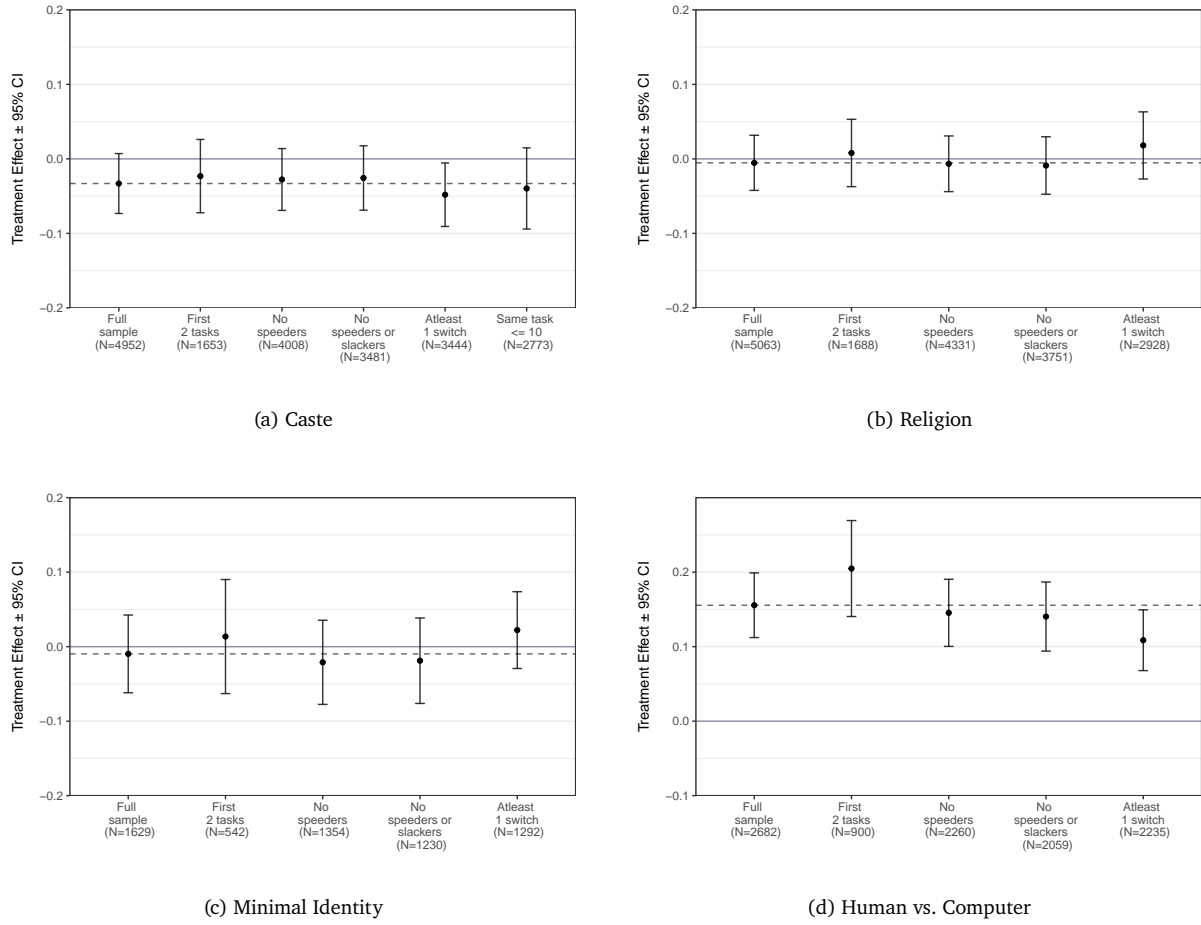 0.2
0.1
0.0
−0.1
−0.2
Treatment Effect ± 95% CI
Full
sample
(N=4952)
First
2 tasks
(N=1653)
No
speeders
(N=4008)
No
speeders or
slackers
(N=3481)
Atleast
1 switch
(N=3444)
Same task
<= 10
(N=2773)
(a) Caste
0.2
0.1
0.0
−0.1
−0.2
Treatment Effect ± 95% CI
Full
sample
(N=5063)
First
2 tasks
(N=1688)
No
speeders
(N=4331)
No
speeders or
slackers
(N=3751)
Atleast
1 switch
(N=2928)
(b) Religion
0.2
0.1
0.0
−0.1
−0.2
Treatment Effect ± 95% CI
Full
sample
(N=1629)
First
2 tasks
(N=542)
No
speeders
(N=1354)
No
speeders or
slackers
(N=1230)
Atleast
1 switch
(N=1292)
(c) Minimal Identity
0.2
0.1
0.0
−0.1
Treatment Effect ± 95% CI
Full
sample
(N=2682)
First
2 tasks
(N=900)
No
speeders
(N=2260)
No
speeders or
slackers
(N=2059)
Atleast
1 switch
(N=2235)
(d) Human vs. Computer